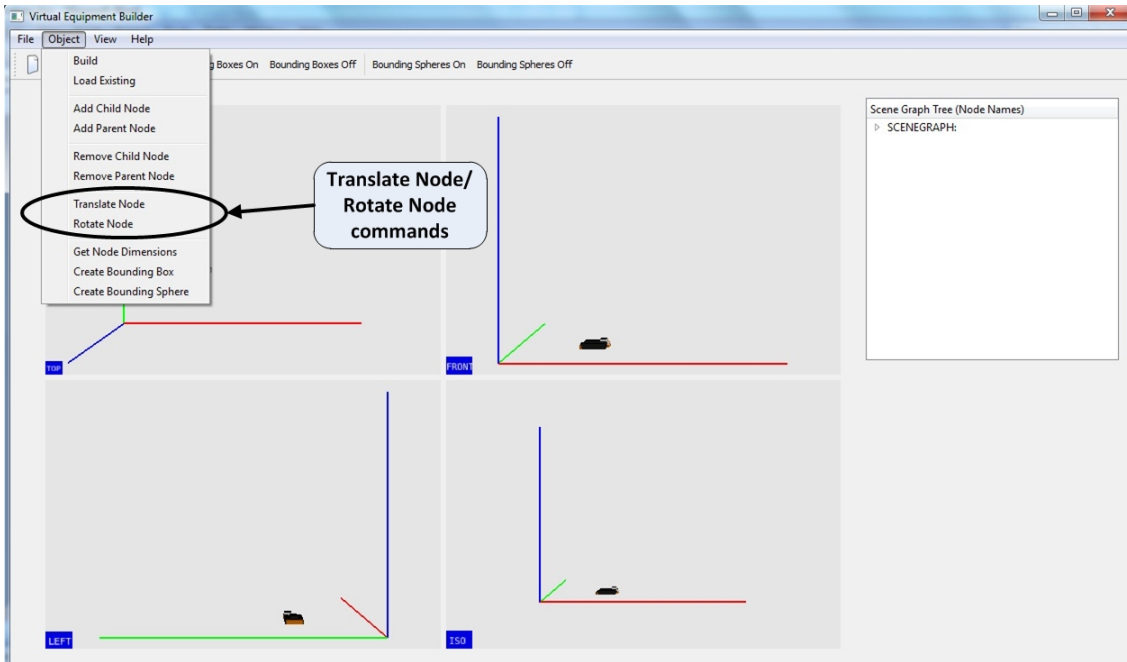 Virtual Equipment Builder
File Object View Help
Boxes On Bounding Boxes Off Bounding Spheres On Bounding Spheres Off
Build
Load Existing
Add Child Node
Add Parent Node
Remove Child Node
Remove Parent Node
Translate Node
Rotate Node
Get Node Dimensions
Create Bounding Box
Create Bounding Sphere
Translate Node/
Rotate Node
commands
Scene Graph Tree (Node Names)
SCENEGRAPH:
TOP
FRONT
LEFT
ISO